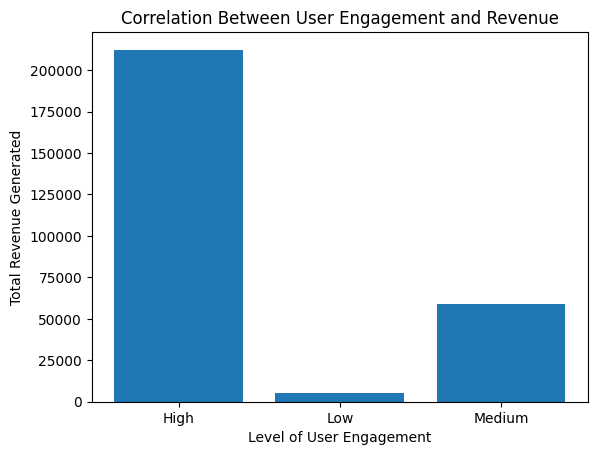 Correlation Between User Engagement and Revenue
Total Revenue Generated
200000
175000
150000
125000
100000
75000
50000
25000
0
High Low Medium
Level of User Engagement